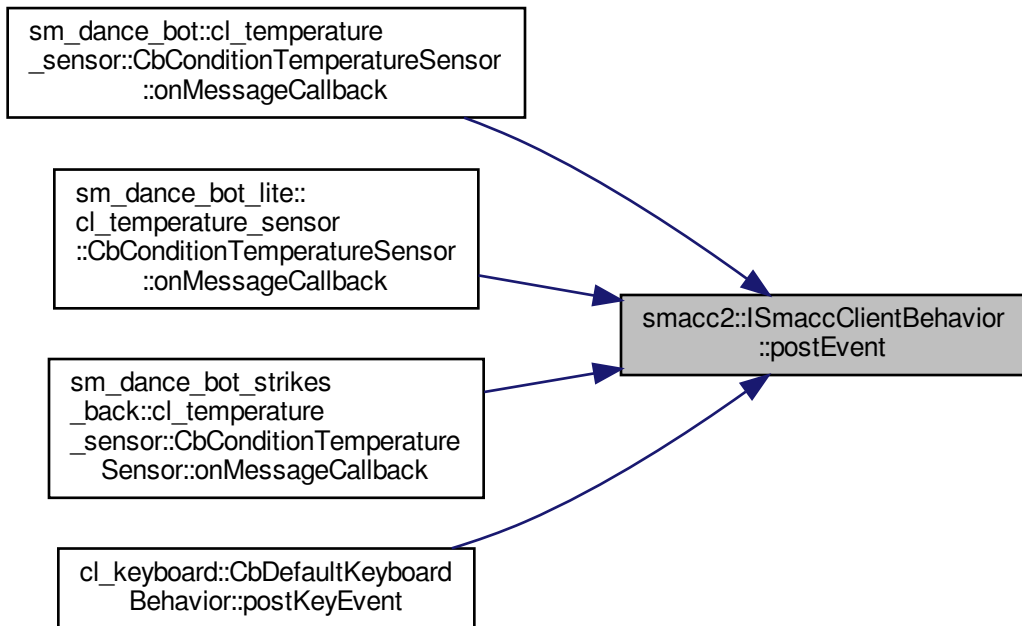 sm_dance_bot::cl_temperature
_sensor::CbConditionTemperatureSensor
::onMessageCallback
sm_dance_bot_lite::
cl_temperature_sensor
::CbConditionTemperatureSensor
::onMessageCallback
smacc2::ISmaccClientBehavior
::postEvent
sm_dance_bot_strikes
_back::cl_temperature
_sensor::CbConditionTemperature
Sensor::onMessageCallback
cl_keyboard::CbDefaultKeyboard
Behavior::postKeyEvent